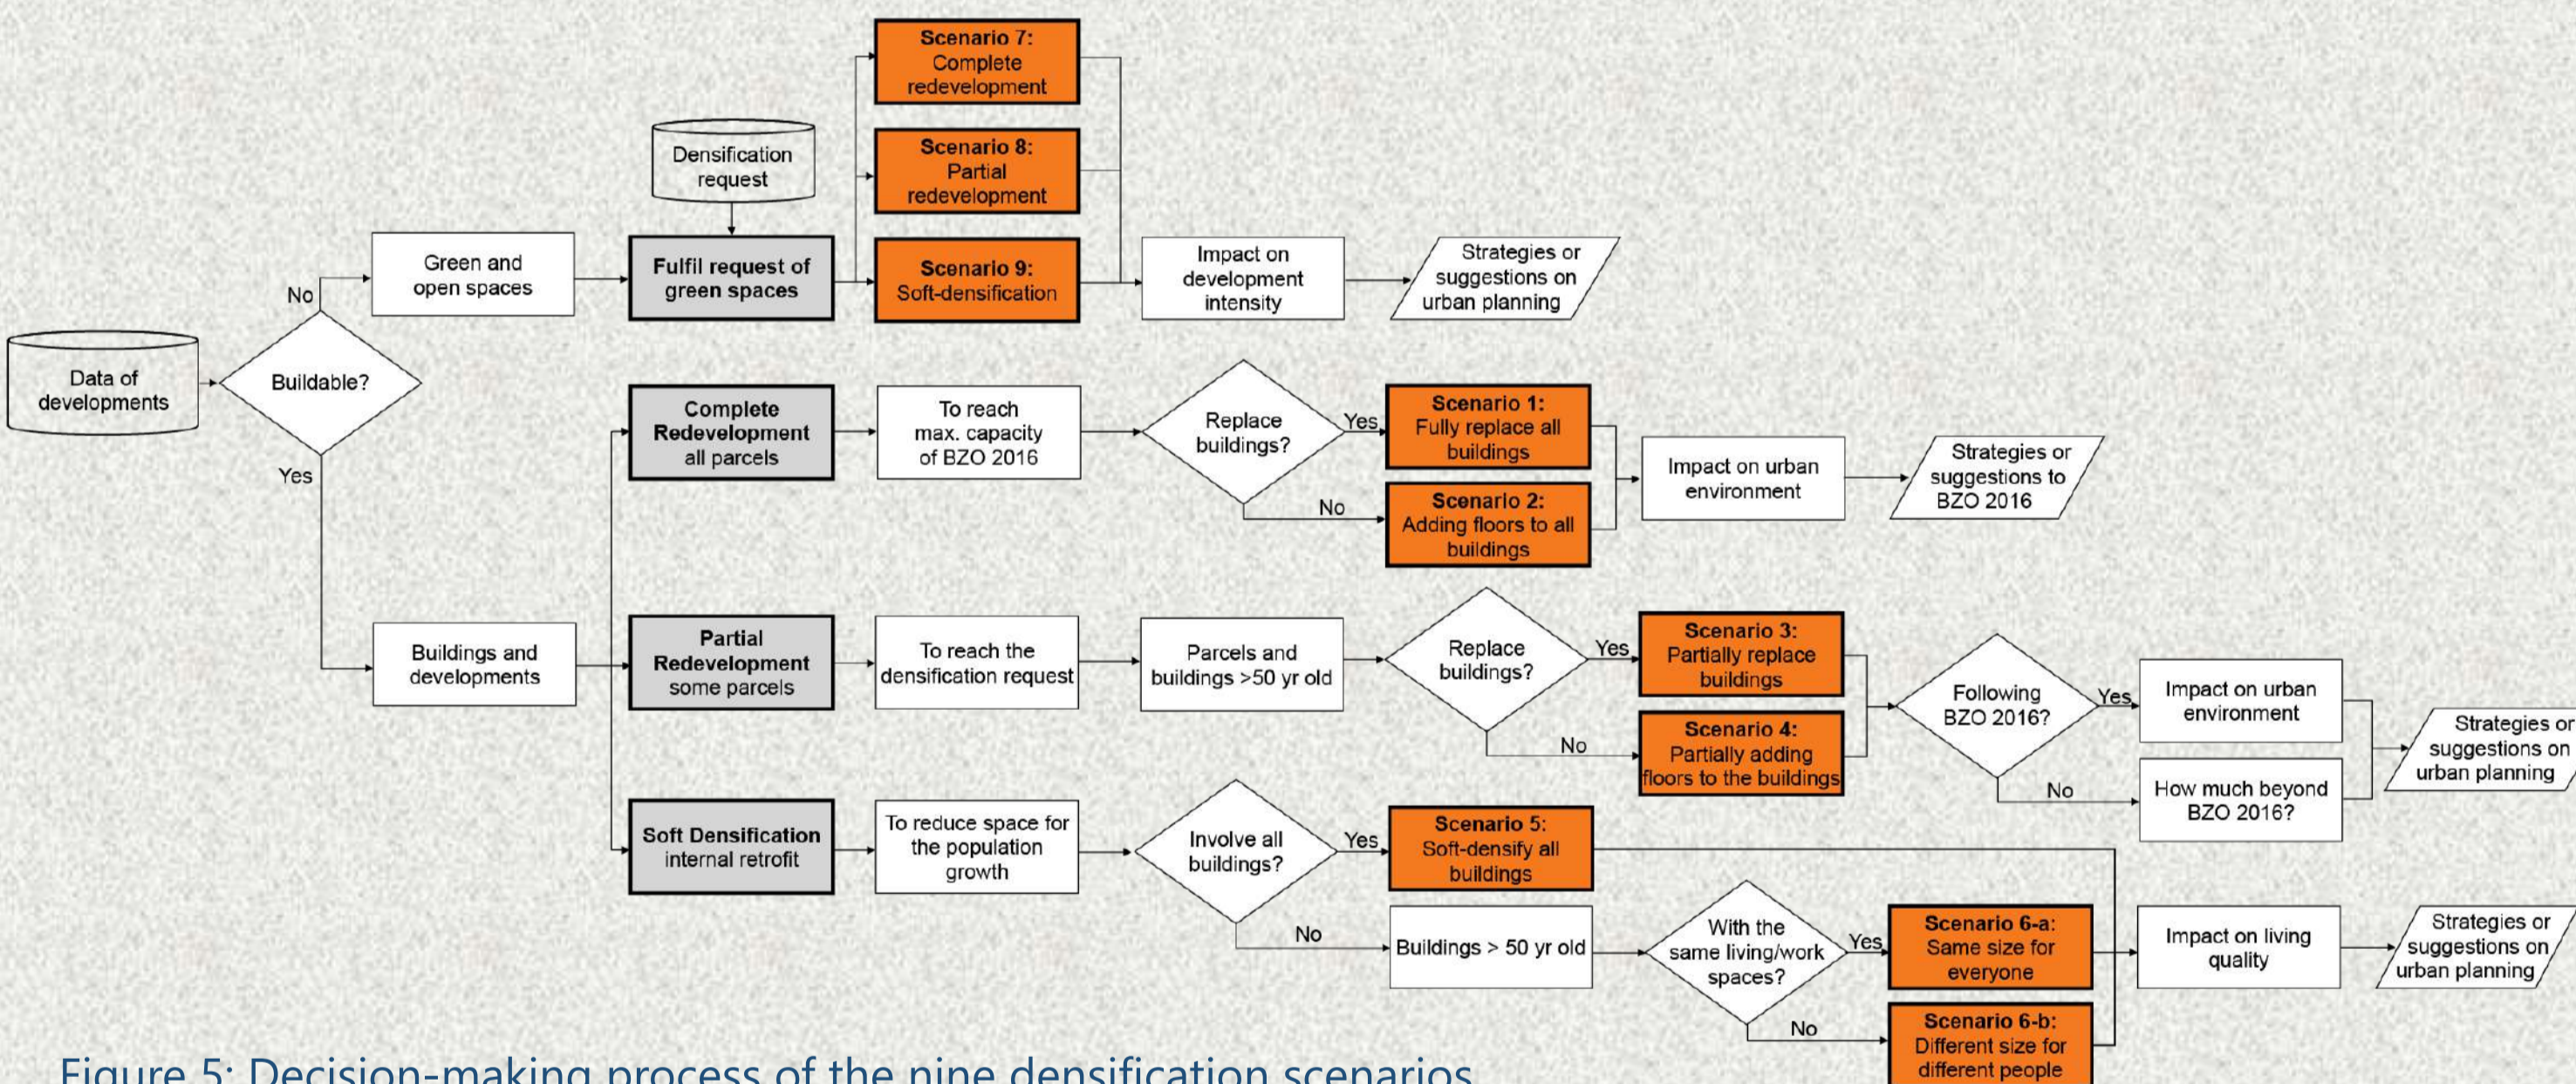 Scenario 7:
Complete
redevelopment
Densification
request
Scenario 8:
Partial
redevelopment
Green and
open spaces
Fulfil request of
green spaces
Scenario 9:
Soft-densification
Impact on
development
intensity
Strategies or
suggestions on
urban planning
No
Data of
developments
Buildable?
Yes
Complete
Redevelopment
all parcels
To reach
max. capacity
of BZO 2016
Replace
buildings?
Yes
Scenario 1:
Fully replace all
buildings
No
Scenario 2:
Adding floors to all
buildings
Impact on urban
environment
Strategies or
suggestions to
BZO 2016
Buildings and
developments
Partial
Redevelopment
some parcels
To reach the
densification request
Parcels and
buildings >50 yr old
Replace
buildings?
Yes
Scenario 3:
Partially replace
buildings
No
Scenario 4:
Partially adding
floors to the buildings
Following
BZO 2016?
Yes
Impact on urban
environment
No
How much beyond
BZO 2016?
Strategies or
suggestions on
urban planning
Soft Densification
internal retrofit
To reduce space for
the population
growth
Involve all
buildings?
Yes
Scenario 5:
Soft-densify all
buildings
No
Buildings > 50 yr old
With the
same living/work
spaces?
Yes
Scenario 6-a:
Same size for
everyone
No
Scenario 6-b:
Different size for
different people
Impact on living
quality
Strategies or
suggestions on
urban planning
Figure 5: Decision-making process of the nine densification scenarios